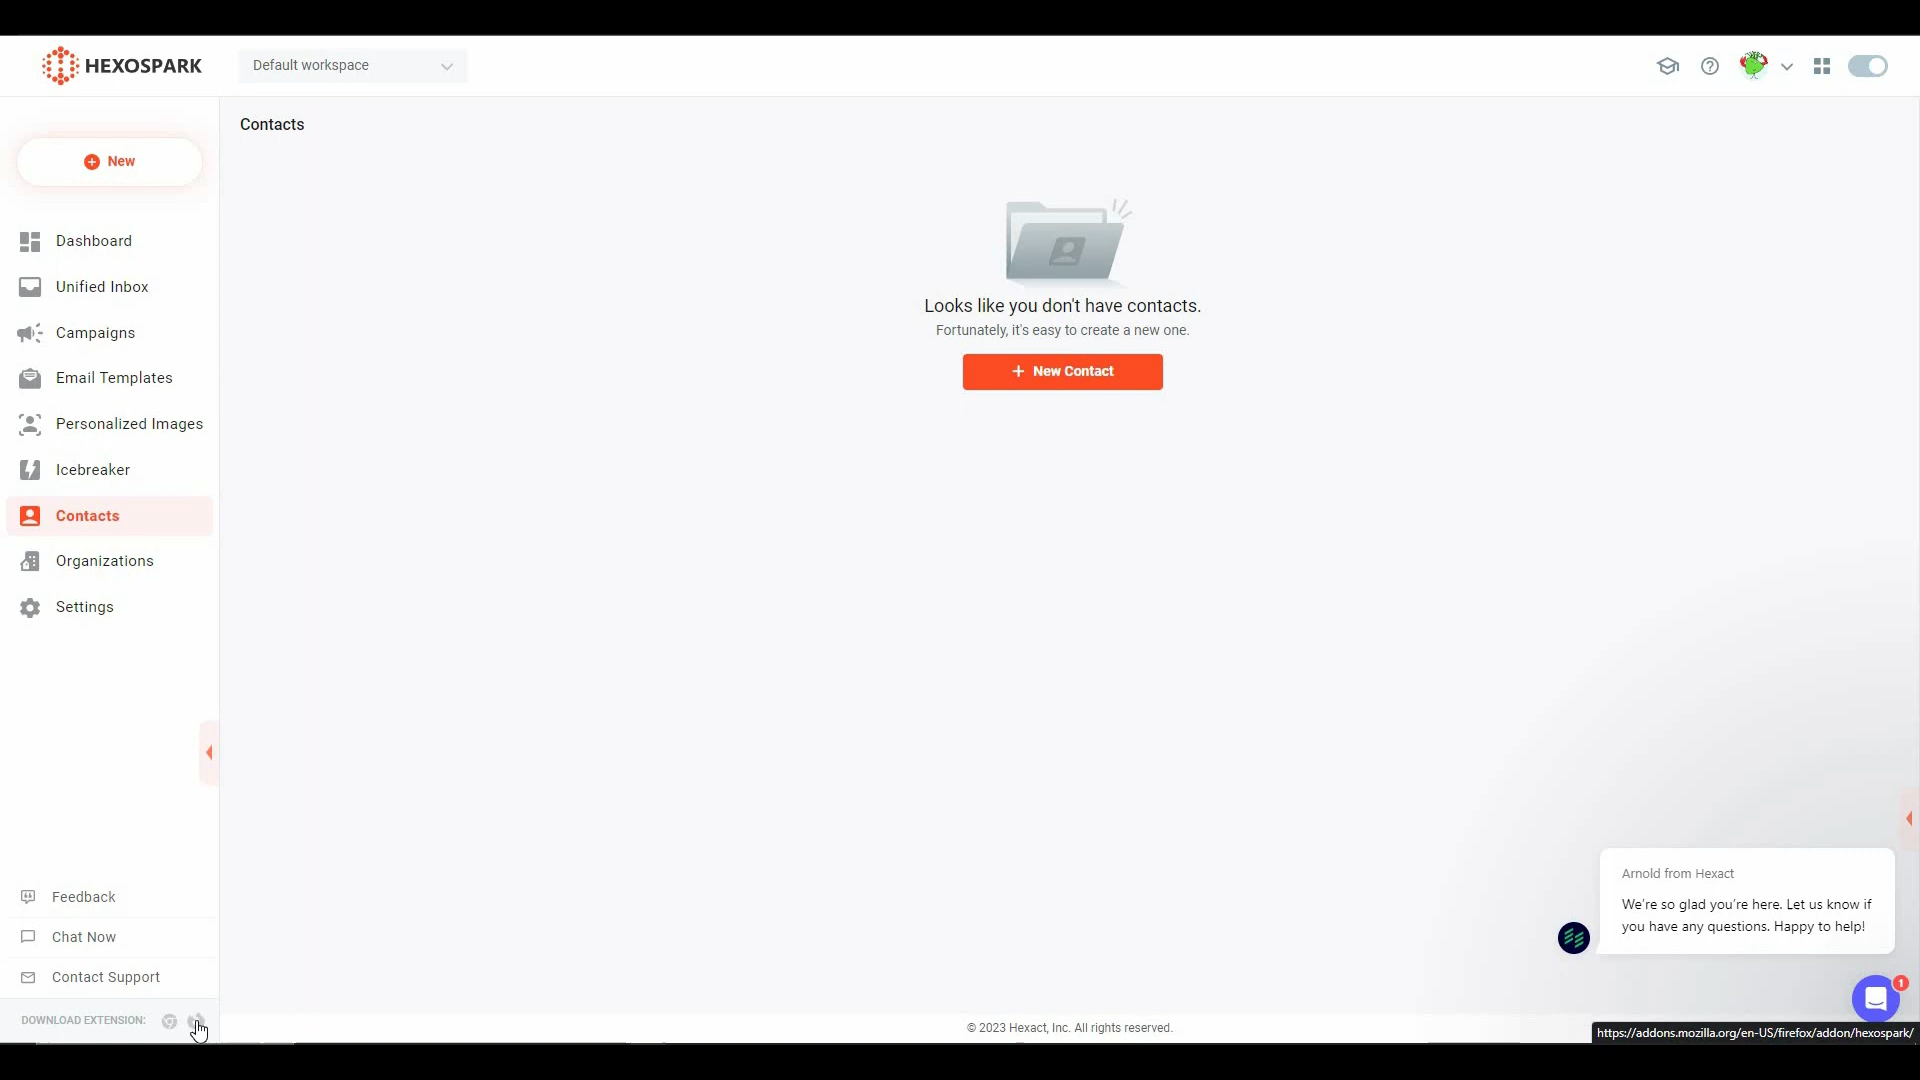 HEXOSPARK
Default workspace
Contacts
New
Dashboard
Unified Inbox
Campaigns
Email Templates
Personalized Images
Icebreaker
Contacts
Organizations
Settings
Looks like you don't have contacts.
Fortunately, it's easy to create a new one.
+ New Contact
Feedback
Chat Now
Contact Support
DOWNLOAD EXTENSION:
Arnold from Hexact
We're so glad you're here. Let us know if
you have any questions. Happy to help!
1
© 2023 Hexact, Inc. All rights reserved.
https://addons.mozilla.org/en-US/firefox/addon/hexospark/